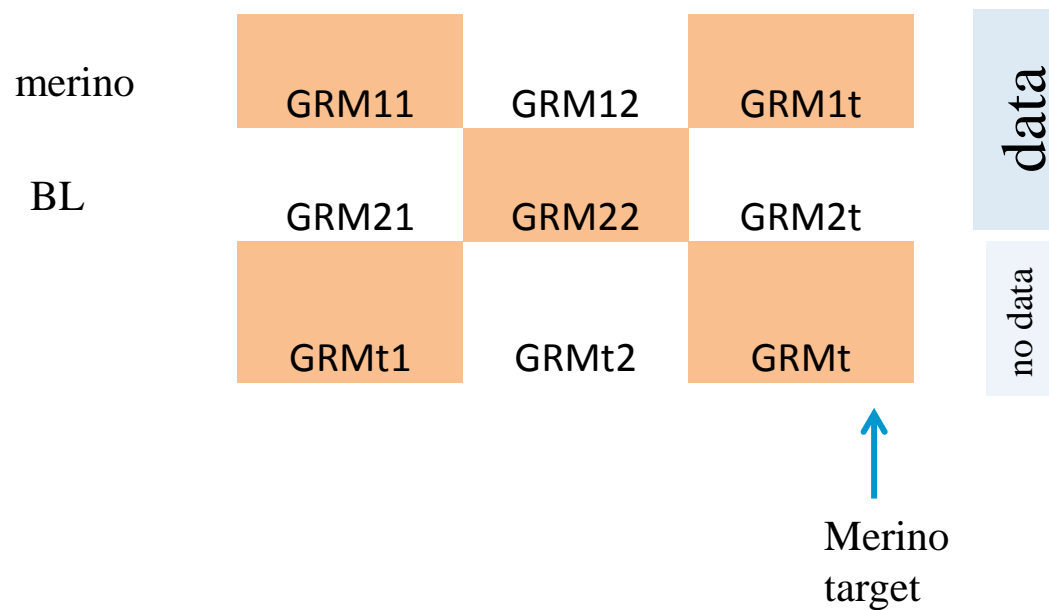 merino
GRM11 GRM12 GRM1t
data
BL
GRM21 GRM22 GRM2t
GRMt1 GRMt2 GRMt
no data
Merino
target